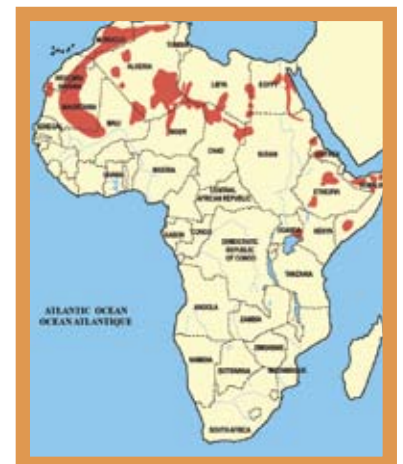 MOROCCO
TUNISIA
ALGERIA
LIBYA
EGYPT
WESTERN
SAHARA
MAURITANIA
MALI
NIGER
SENEGAL
CHAD
SUDAN
ERITREA
GHANA
NIGERIA
ETHIOPIA
SOMALIA
CENTRAL
AFRICAN REPUBLIC
GABON
CONGO
UGANDA
KENYA
DEMOCRATIC
REPUBLIC
OF CONGO
TANZANIA
ATLANTIC OCEAN
OCEAN ATLANTIQUE
ANGOLA
ZAMBIA
ZIMBABWE
NAMIBIA
BOTSWANA
MOZAMBIQUE
SOUTH AFRICA